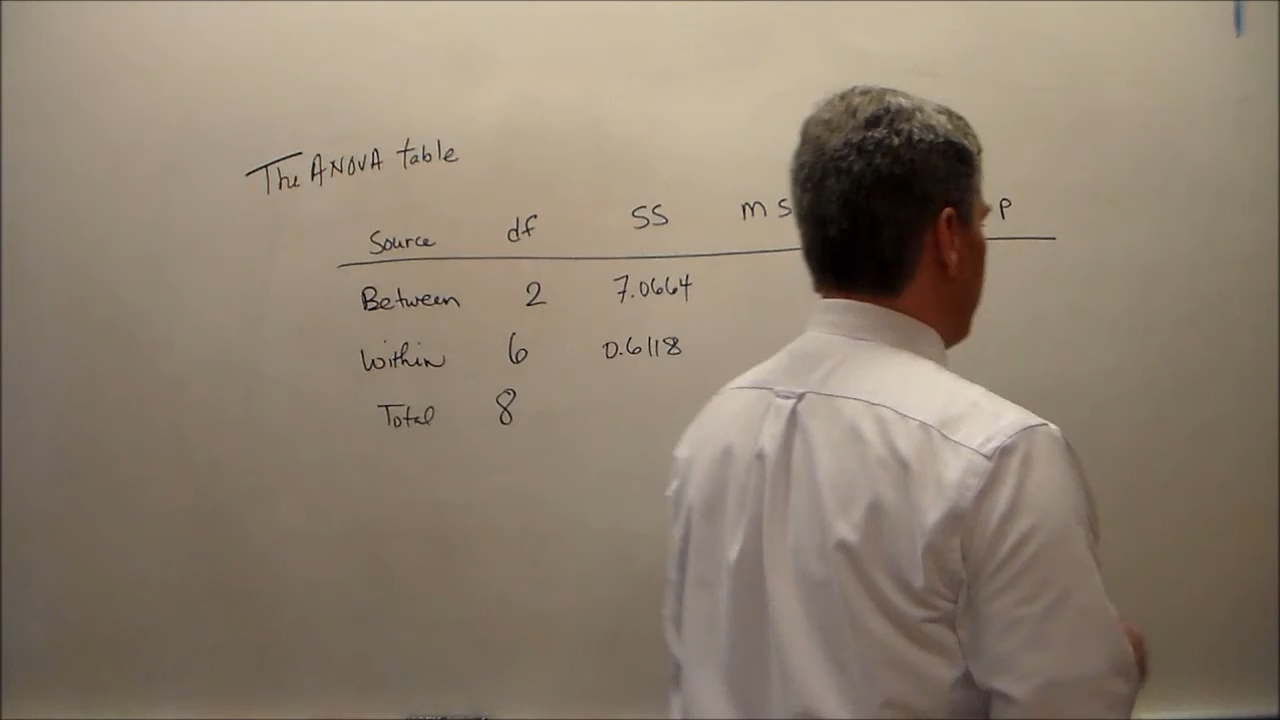 The ANOVA table
Source df SS MS P
Between 2 7.0664
Within 6 0.6118
Total 8